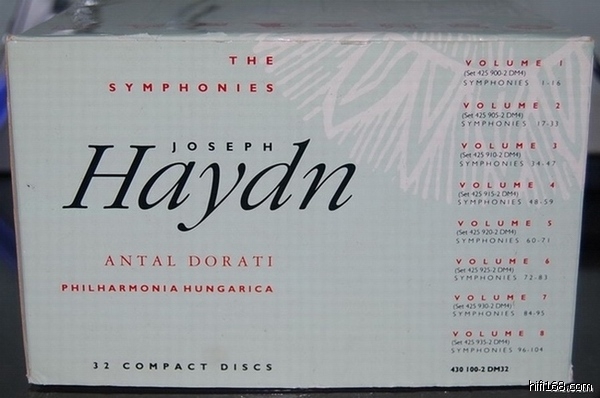 THE
SYMPHONIES
JOSEPH
Haydn
ANTAL DORATI
PHILHARMONIA HUNGARICA
32 COMPACT DISCS
VOLUME 1
(Set 425 900-2 DM4)
SYMPHONIES 1-16
VOLUME 2
(Set 425 905-2 DM4)
SYMPHONIES 17-33
VOLUME 3
(Set 425 910-2 DM4)
SYMPHONIES 34-47
VOLUME 4
(Set 425 915-2 DM4)
SYMPHONIES 48-59
VOLUME 5
(Set 425 920-2 DM4)
SYMPHONIES 60-71
VOLUME 6
(Set 425 925-2 DM4)
SYMPHONIES 72-83
VOLUME 7
(Set 425 930-2 DM4)
SYMPHONIES 84-95
VOLUME 8
(Set 425 935-2 DM4)
SYMPHONIES 96-104
430 100-2 DM32
hifi168.com